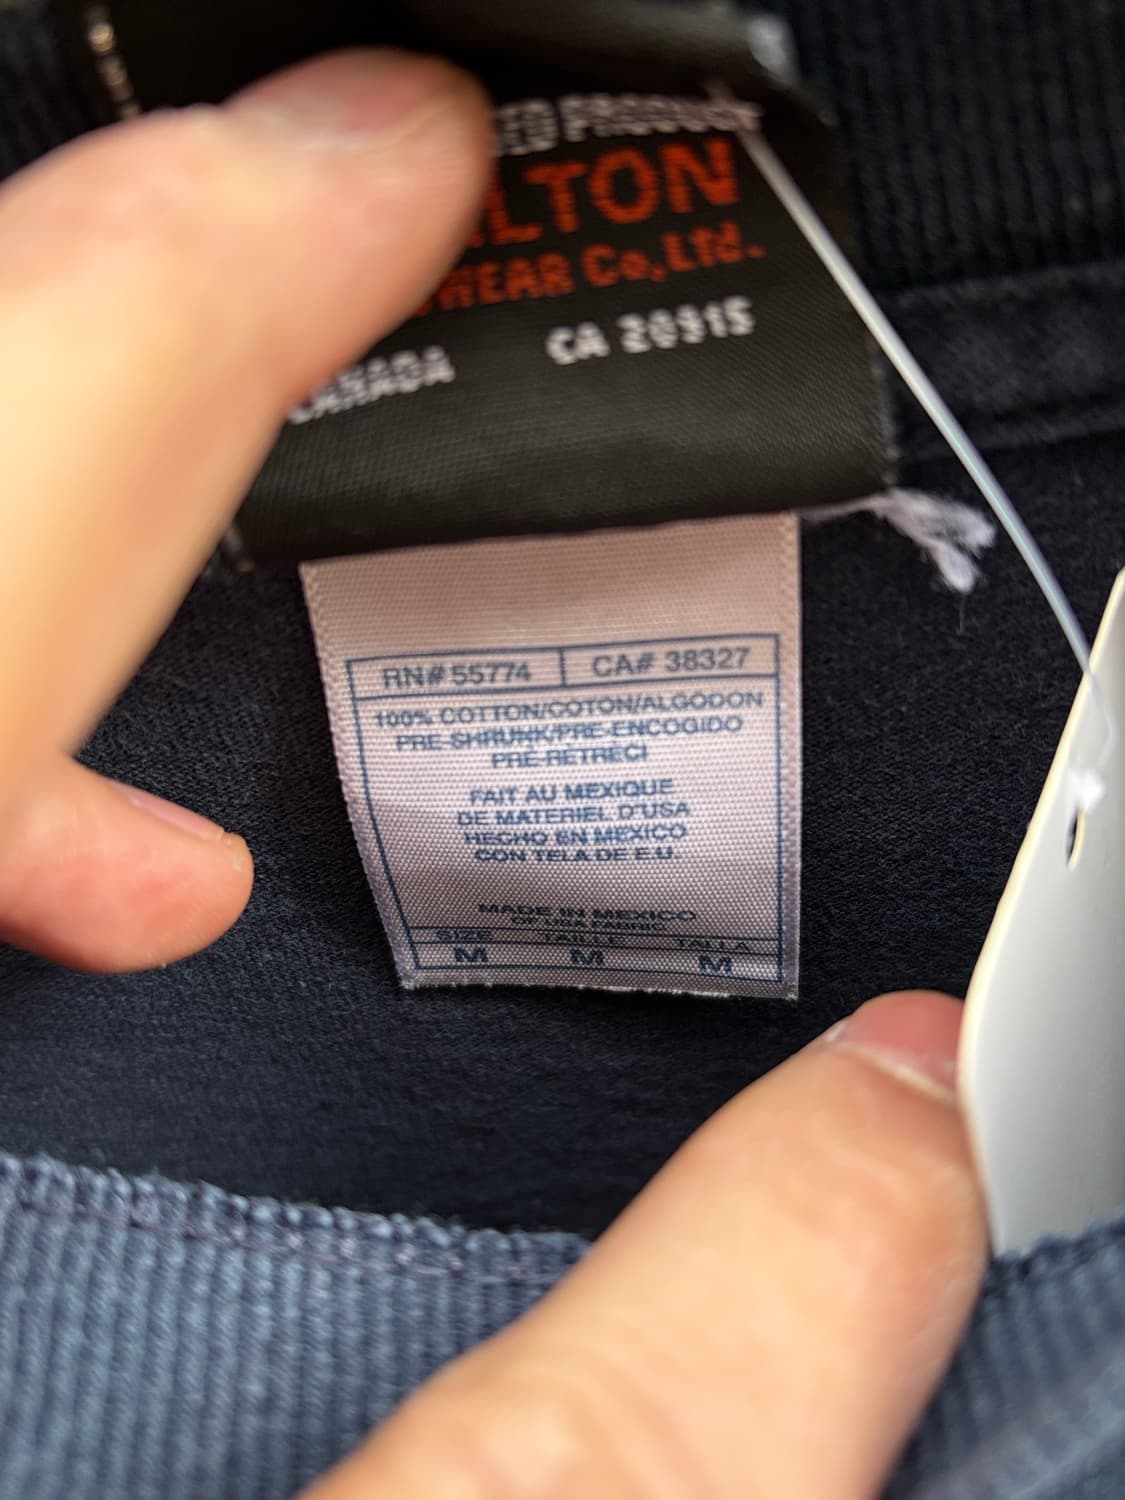 LTON
WEAR Co,Ltd.
CANADA CA 20915
RN# 55774 CA# 38327
100% COTTON/COTON/ALGODON
PRE-SHRUNK/PRE-ENCOGIDO
PRE-RETRECI
FAIT AU MEXIQUE
DE MATERIEL D'USA
HECHO EN MEXICO
CON TELA DE E.U.
MADE IN MEXICO
OF U.S.A. FABRIC
SIZE TAILLE TALLA
M M M